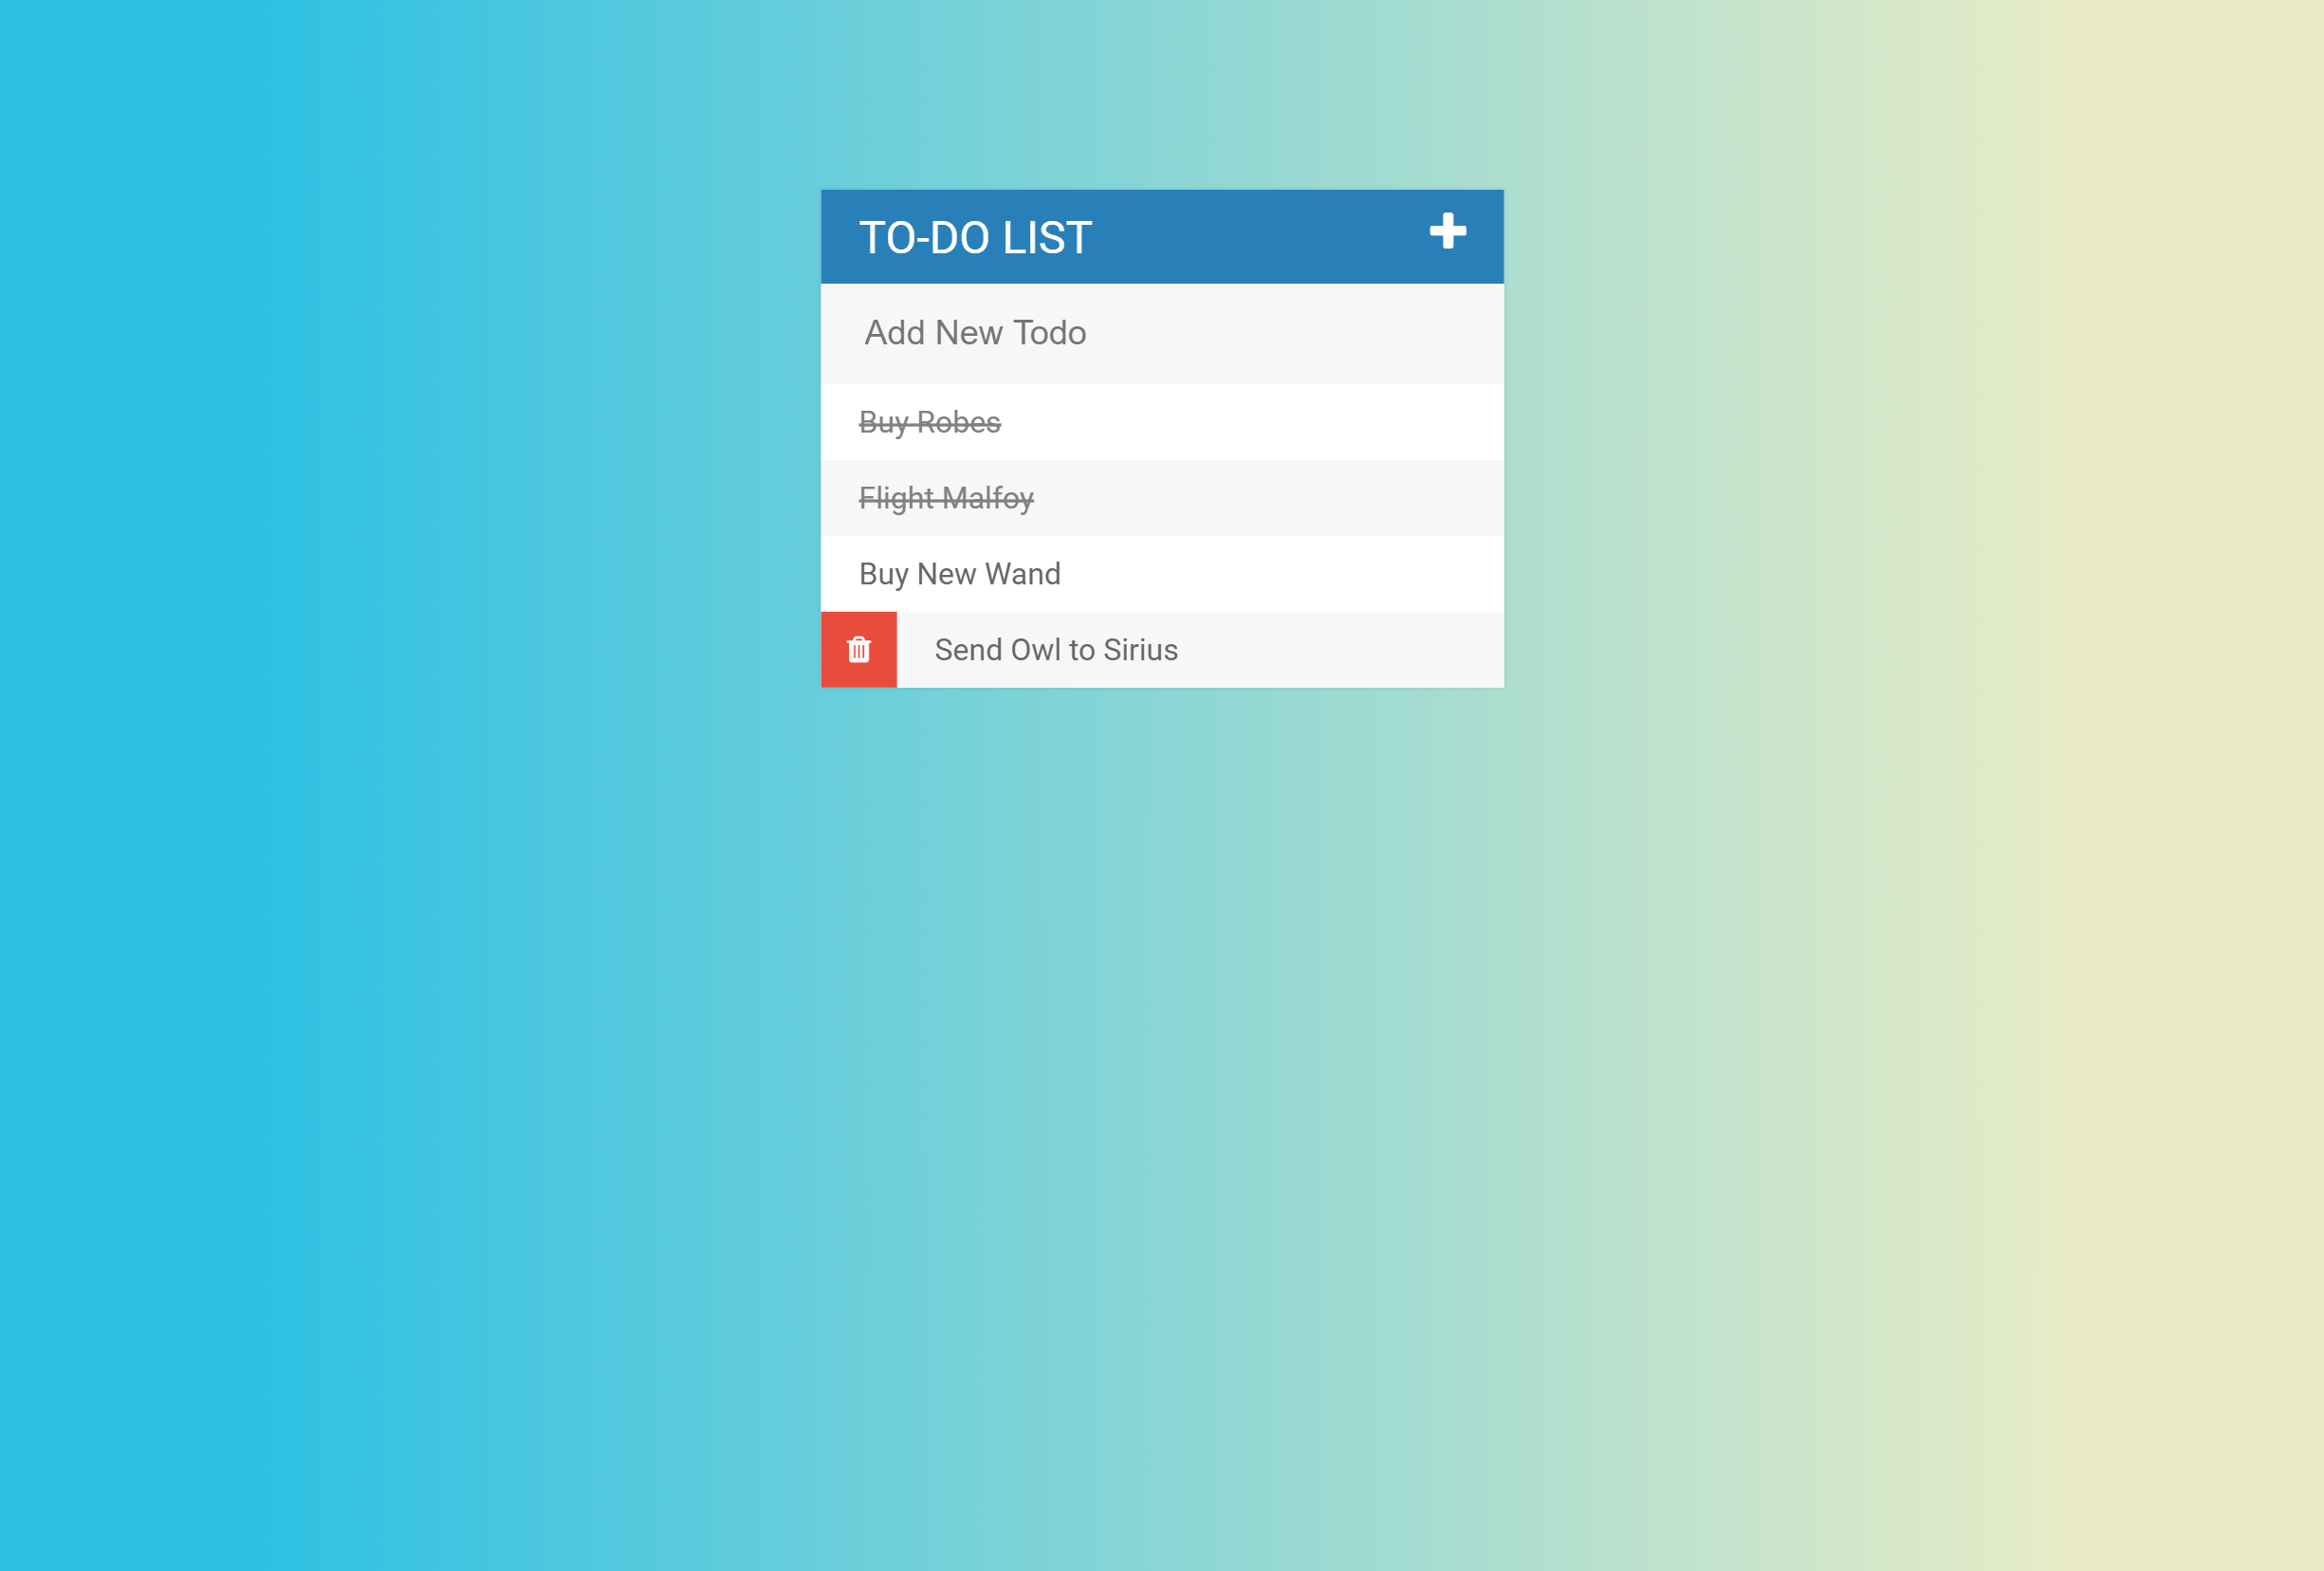 TO-DO LIST
Add New Todo
Buy Robes
Flight Malfoy
Buy New Wand
Send Owl to Sirius